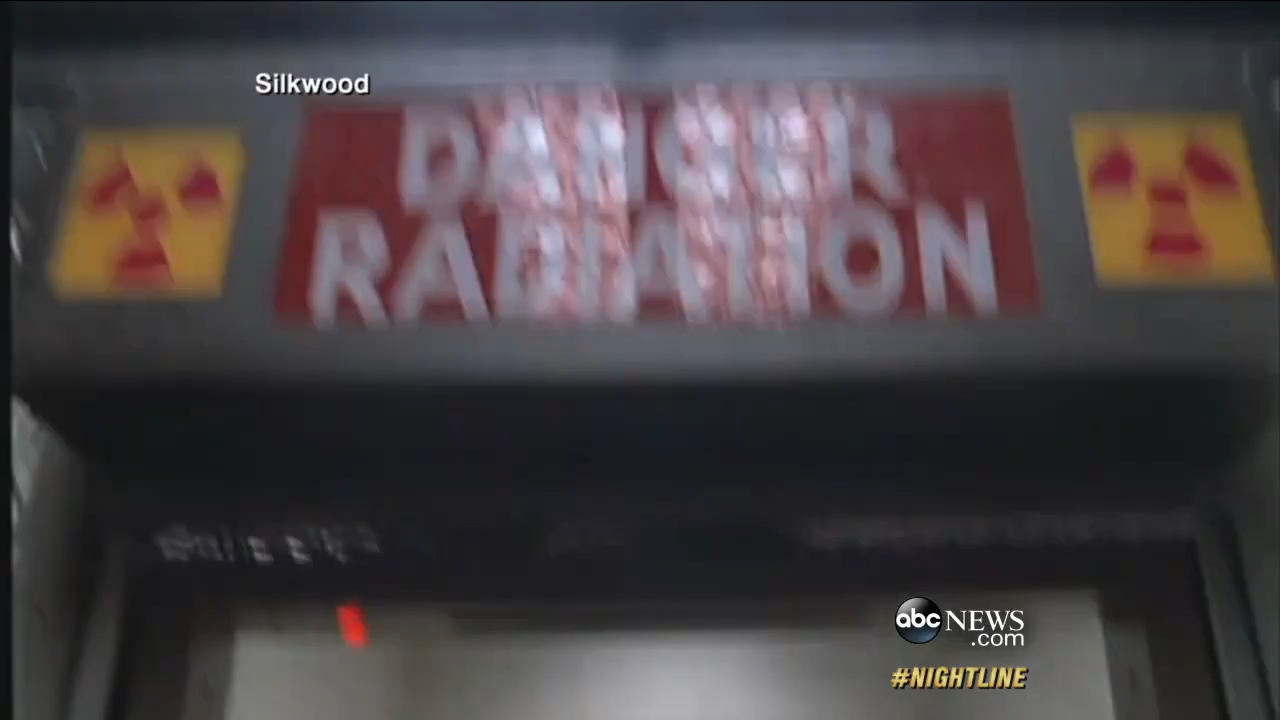 Silkwood
DANGER
RADIATION
abc NEWS
.com
#NIGHTLINE